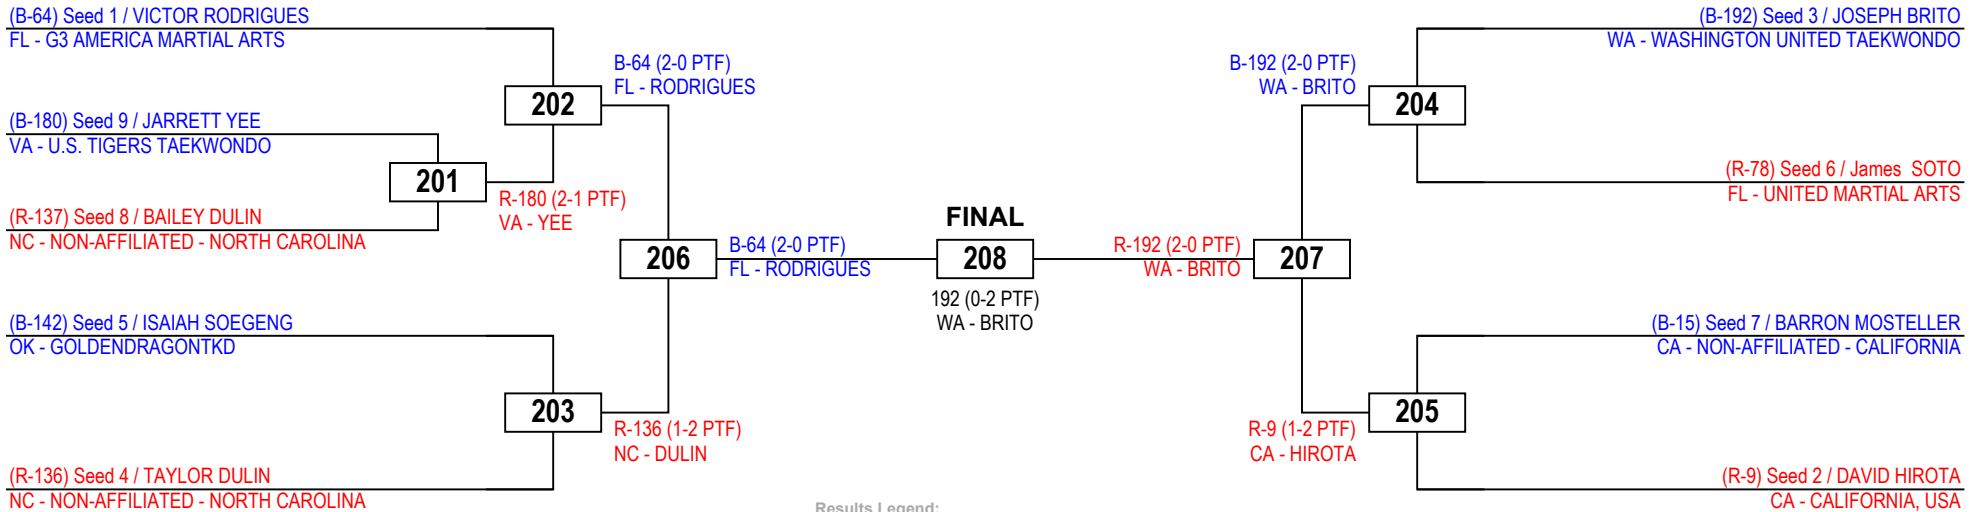 (B-64) Seed 1 / VICTOR RODRIGUES
FL - G3 AMERICA MARTIAL ARTS
B-64 (2-0 PTF)
FL - RODRIGUES
202
(B-180) Seed 9 / JARRETT YEE
VA - U.S. TIGERS TAEKWONDO
201
R-180 (2-1 PTF)
VA - YEE
(R-137) Seed 8 / BAILEY DULIN
NC - NON-AFFILIATED - NORTH CAROLINA
206
B-64 (2-0 PTF)
FL - RODRIGUES
(B-142) Seed 5 / ISAIAH SOEGENG
OK - GOLDENDRAGONTKD
203
R-136 (1-2 PTF)
NC - DULIN
(R-136) Seed 4 / TAYLOR DULIN
NC - NON-AFFILIATED - NORTH CAROLINA
FINAL
208
192 (0-2 PTF)
WA - BRITO
(B-192) Seed 3 / JOSEPH BRITO
WA - WASHINGTON UNITED TAEKWONDO
B-192 (2-0 PTF)
WA - BRITO
204
(R-78) Seed 6 / James  SOTO
FL - UNITED MARTIAL ARTS
R-192 (2-0 PTF)
WA - BRITO
207
(B-15) Seed 7 / BARRON MOSTELLER
CA - NON-AFFILIATED - CALIFORNIA
205
R-9 (1-2 PTF)
CA - HIROTA
(R-9) Seed 2 / DAVID HIROTA
CA - CALIFORNIA, USA
Results Legend: